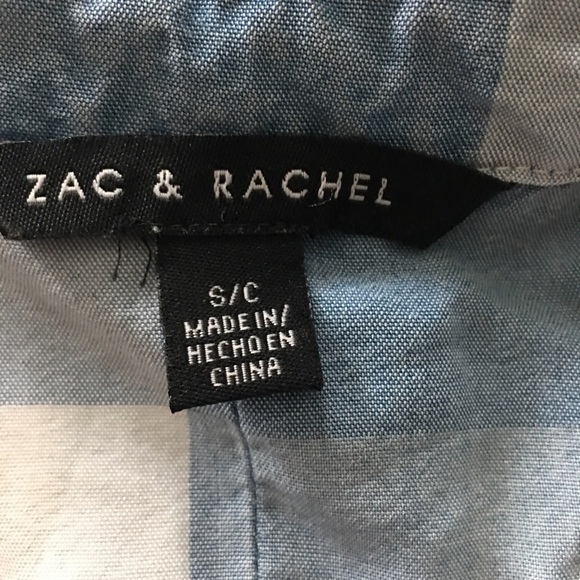 ZAC & RACHEL
S/C
MADE IN/
HECHO EN
CHINA